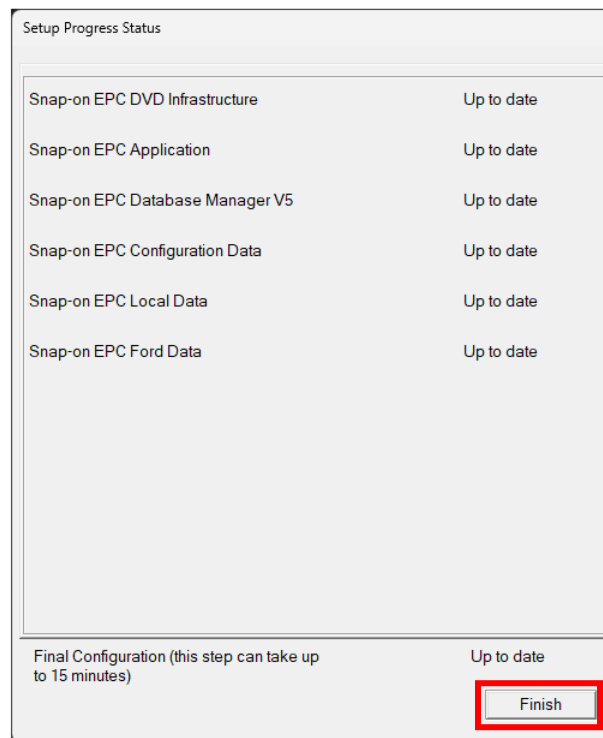 Setup Progress Status
Snap-on EPC DVD Infrastructure Up to date
Snap-on EPC Application Up to date
Snap-on EPC Database Manager V5 Up to date
Snap-on EPC Configuration Data Up to date
Snap-on EPC Local Data Up to date
Snap-on EPC Ford Data Up to date
Final Configuration (this step can take up Up to date
to 15 minutes)
Finish